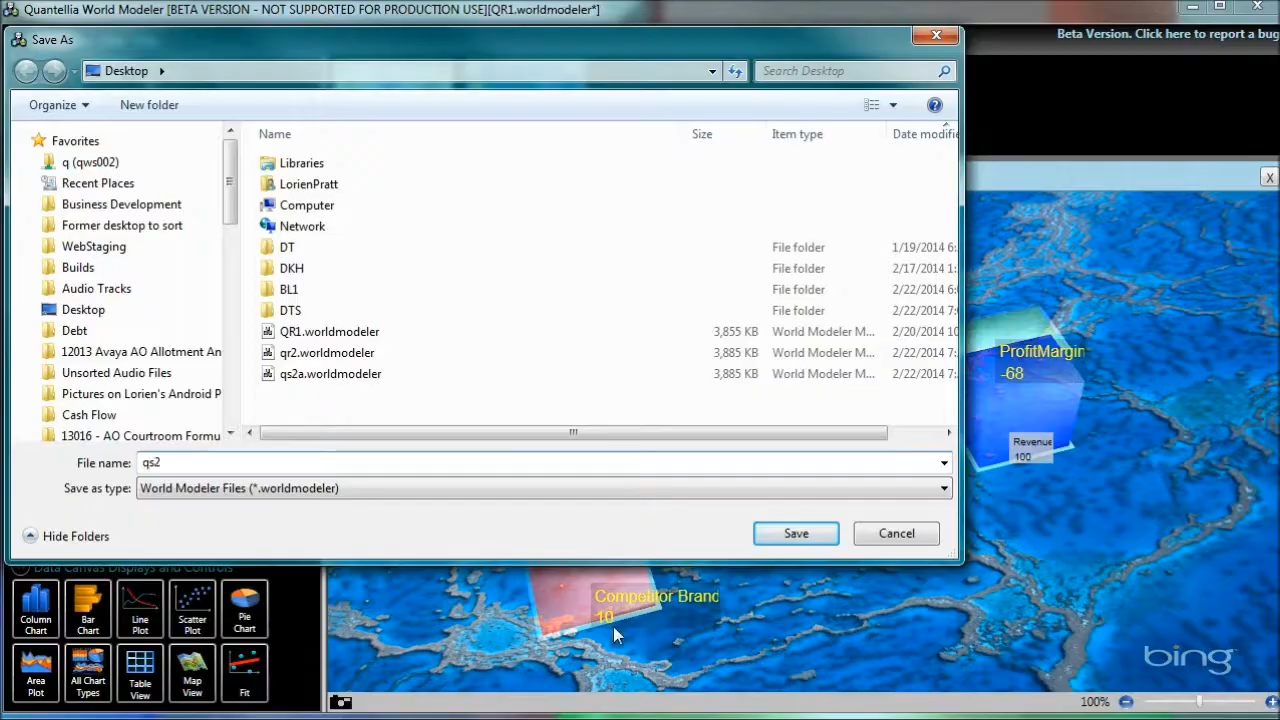 Quantellia World Modeler [BETA VERSION - NOT SUPPORTED FOR PRODUCTION USE][QR1.worldmodeler*]
Beta Version. Click here to report a bug
Save As
Desktop
Search Desktop
Organize
New folder
Name
Size
Item type
Date modifie
Favorites
q (qws002)
Recent Places
Business Development
Former desktop to sort
WebStaging
Builds
Audio Tracks
Desktop
Debt
12013 Avaya AO Allotment An
Unsorted Audio Files
Pictures on Lorien's Android P
Cash Flow
13016 - AO Courtroom Formu
Libraries
LorienPratt
Computer
Network
DT File folder 1/19/2014 6:
DKH File folder 2/17/2014 1
BL1 File folder 2/22/2014 6:
DTS File folder 2/22/2014 7:
QR1.worldmodeler 3,855 KB World Modeler M... 2/20/2014 10
qr2.worldmodeler 3,885 KB World Modeler M... 2/22/2014 7:
qs2a.worldmodeler 3,885 KB World Modeler M... 2/22/2014 7:
File name: qs2
Save as type: World Modeler Files (*.worldmodeler)
Hide Folders
Save
Cancel
X
ProfitMargin
-68
Revenue
100
Data Canvas Displays and Controls
Column Chart
Bar Chart
Line Plot
Scatter Plot
Pie Chart
Area Plot
All Chart Types
Table View
Map View
Fit
Competitor Brand
10
bing
100%